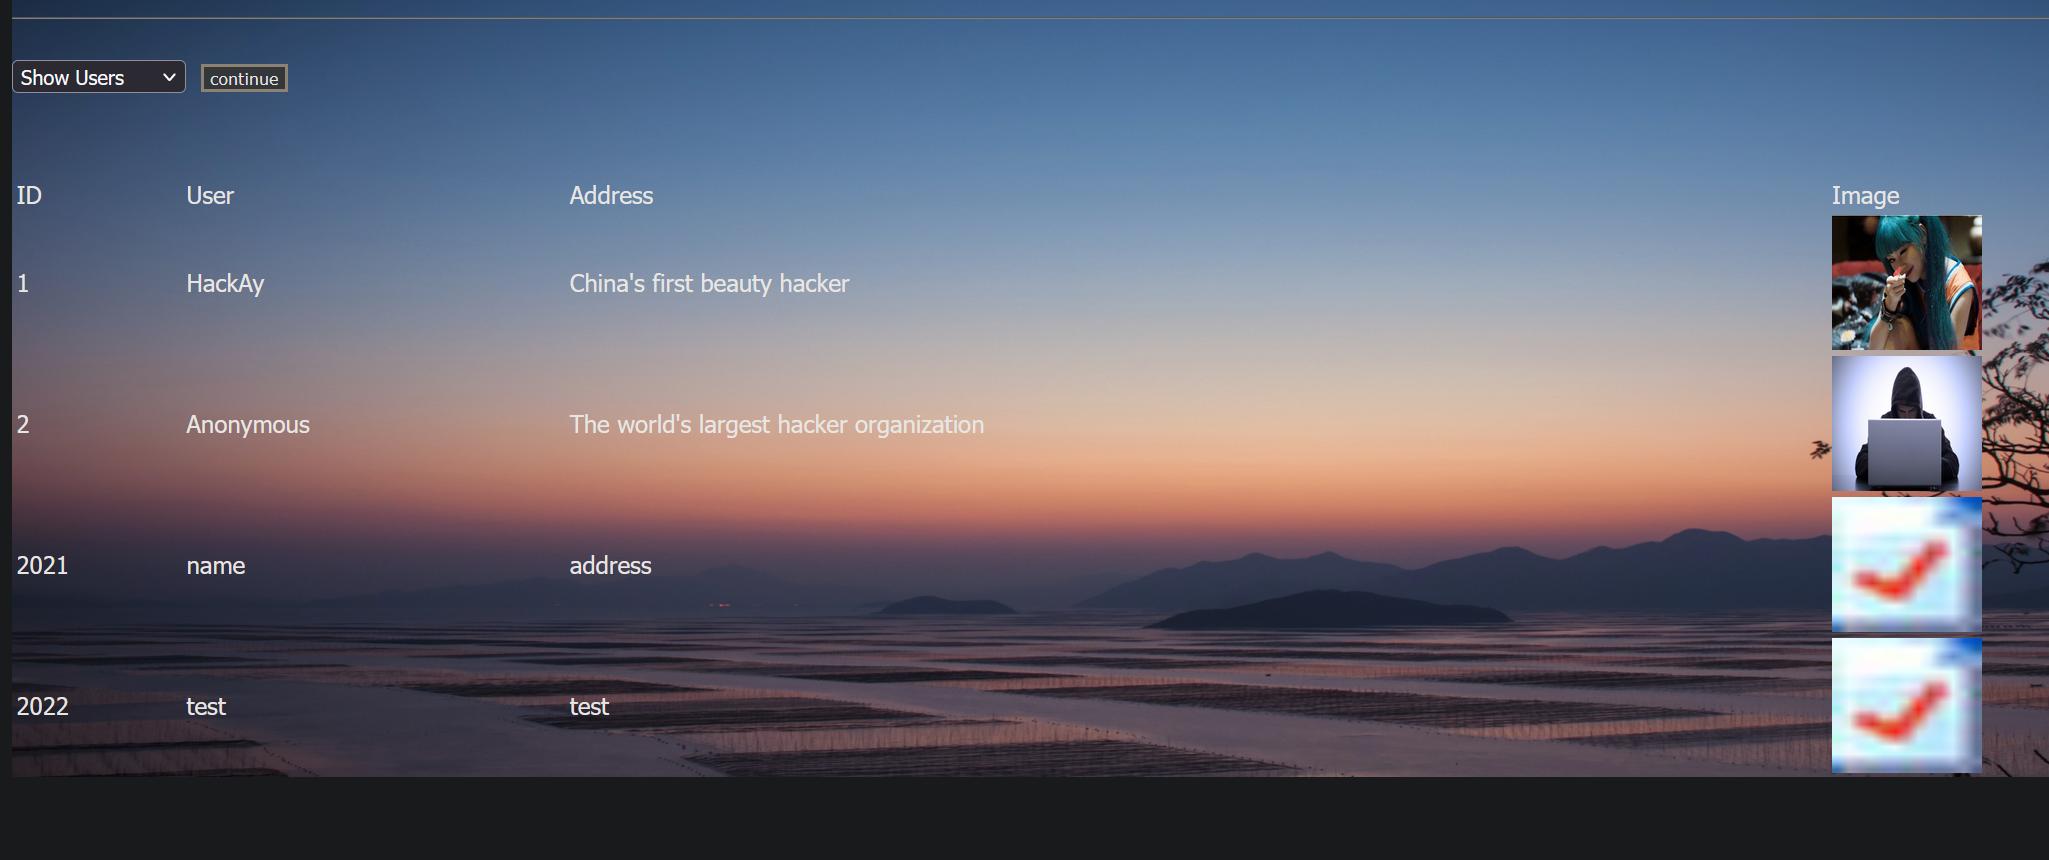 Show Users continue
ID User Address Image
1 HackAy China's first beauty hacker
2 Anonymous The world's largest hacker organization
2021 name address
2022 test test